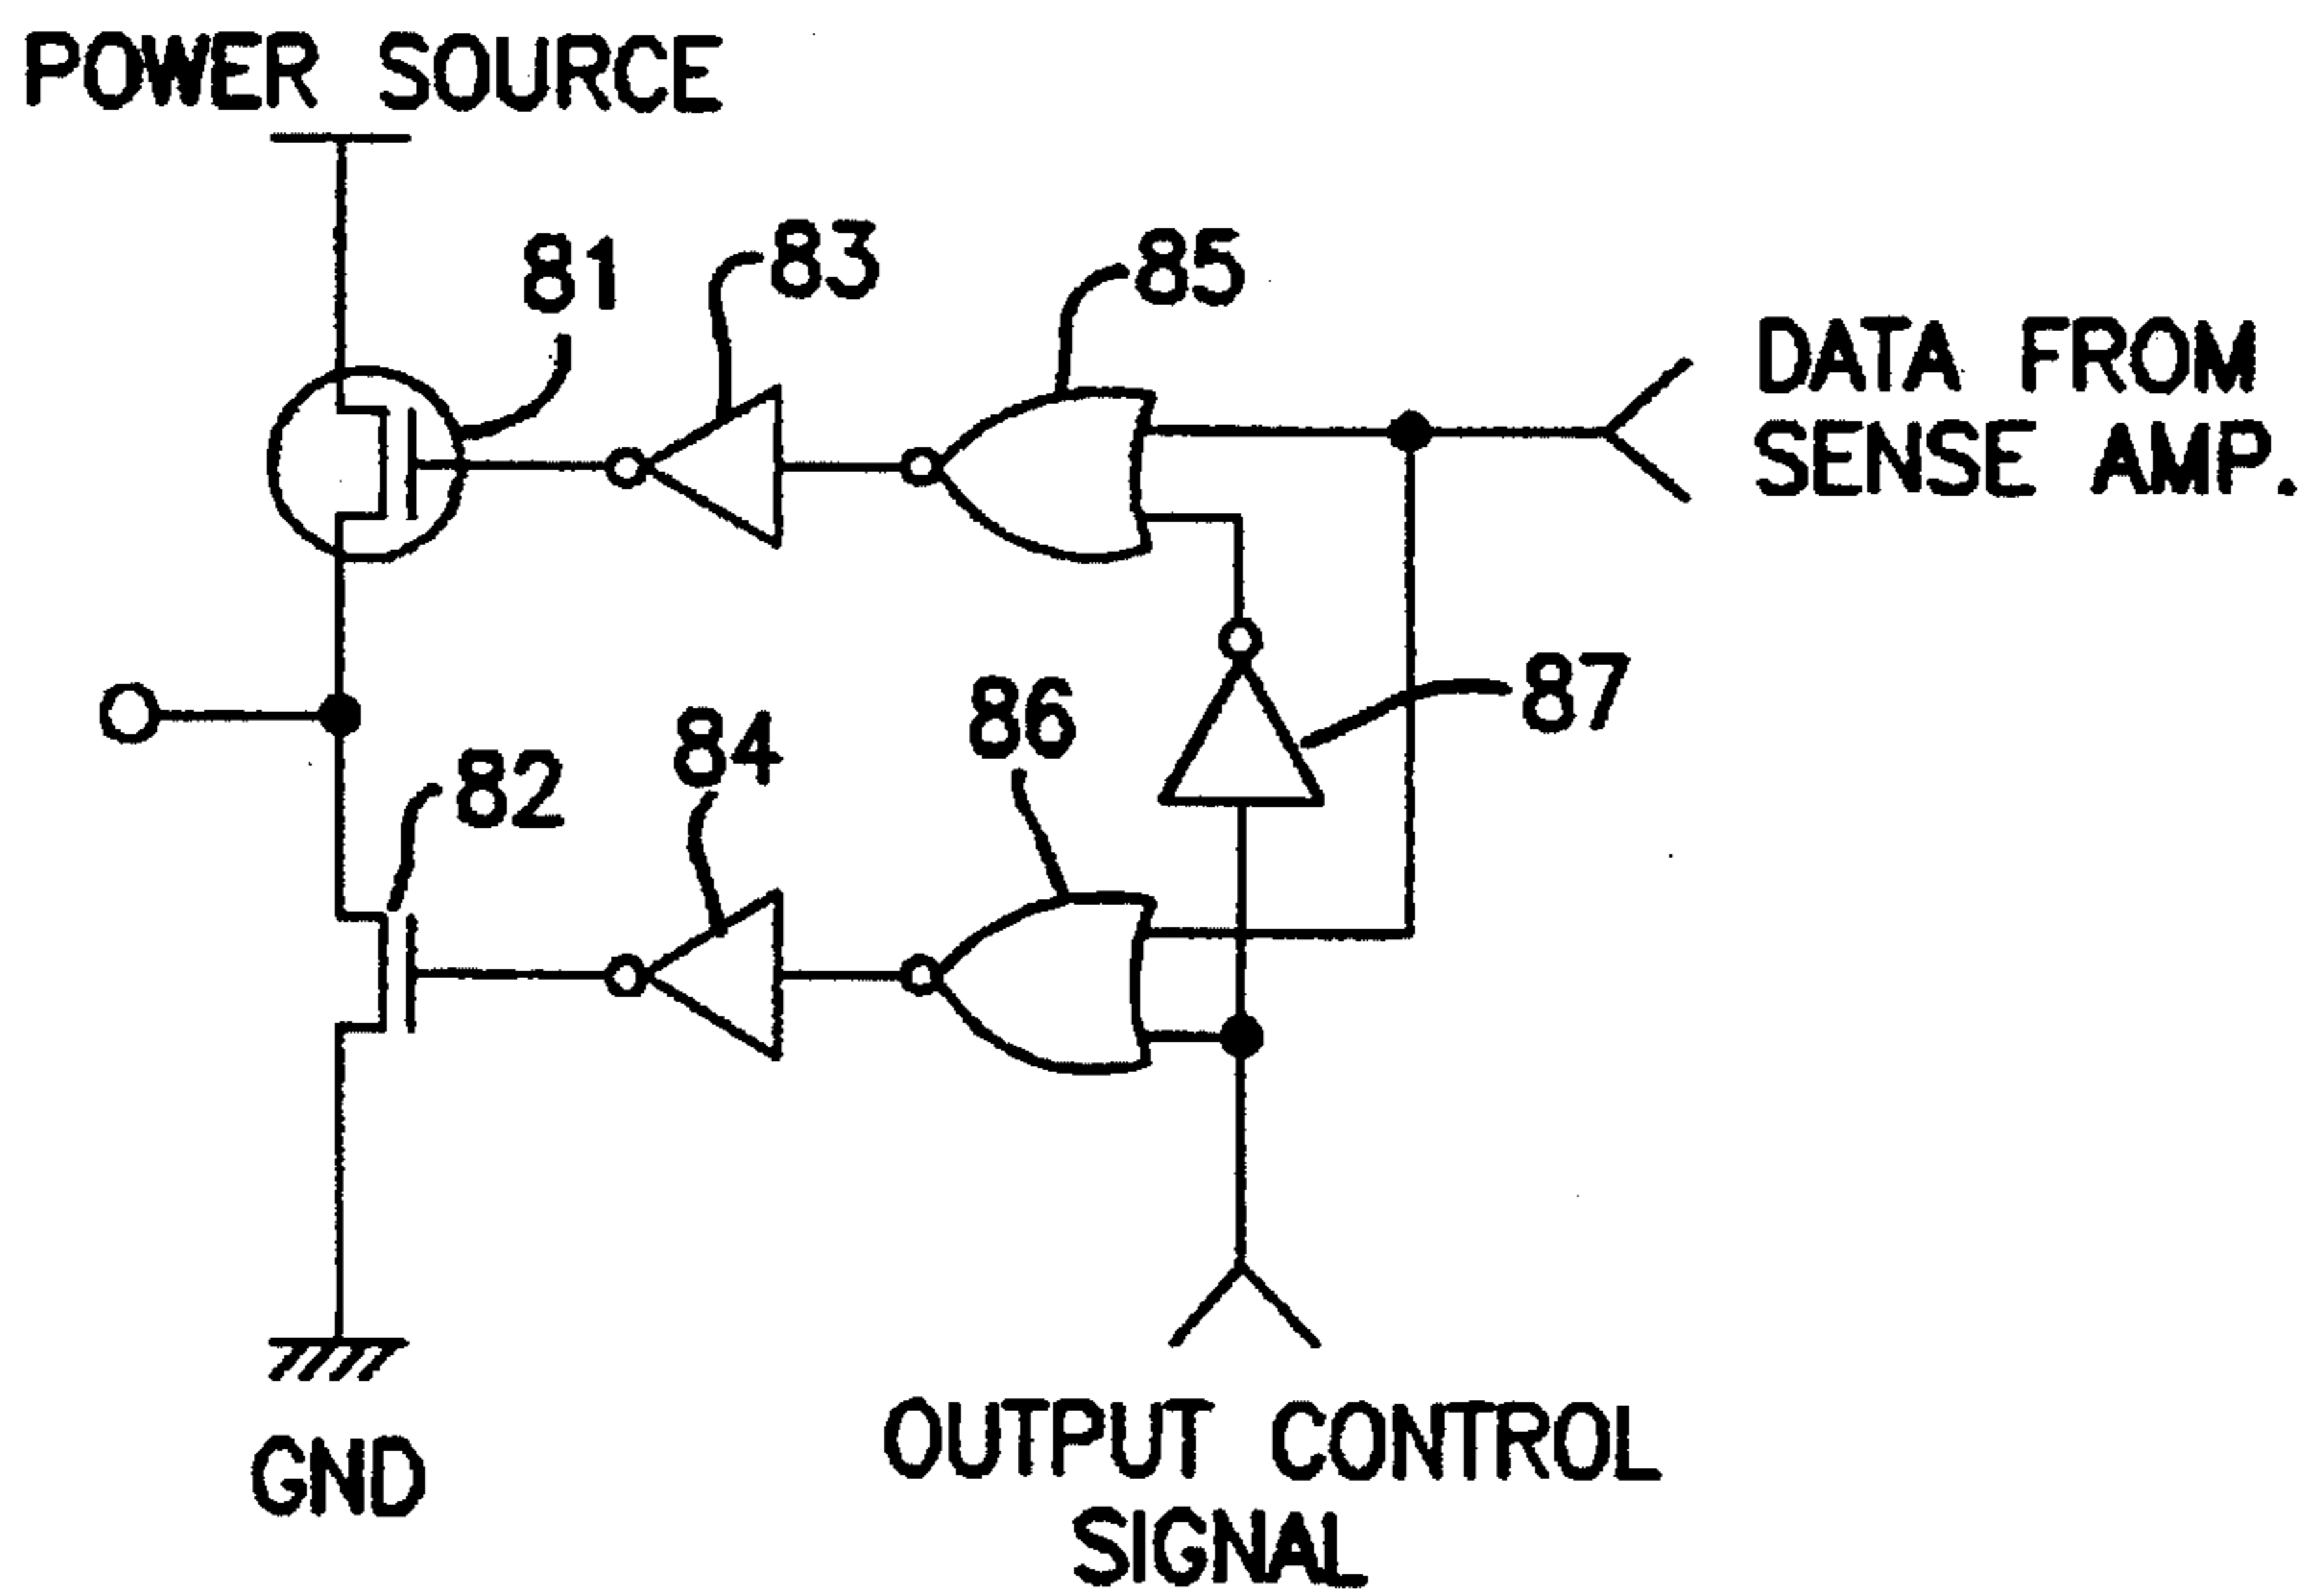 POWER SOURCE
81
83
85
DATA FROM
SENSE AMP.
82
84
86
87
GND
OUTPUT CONTROL
SIGNAL